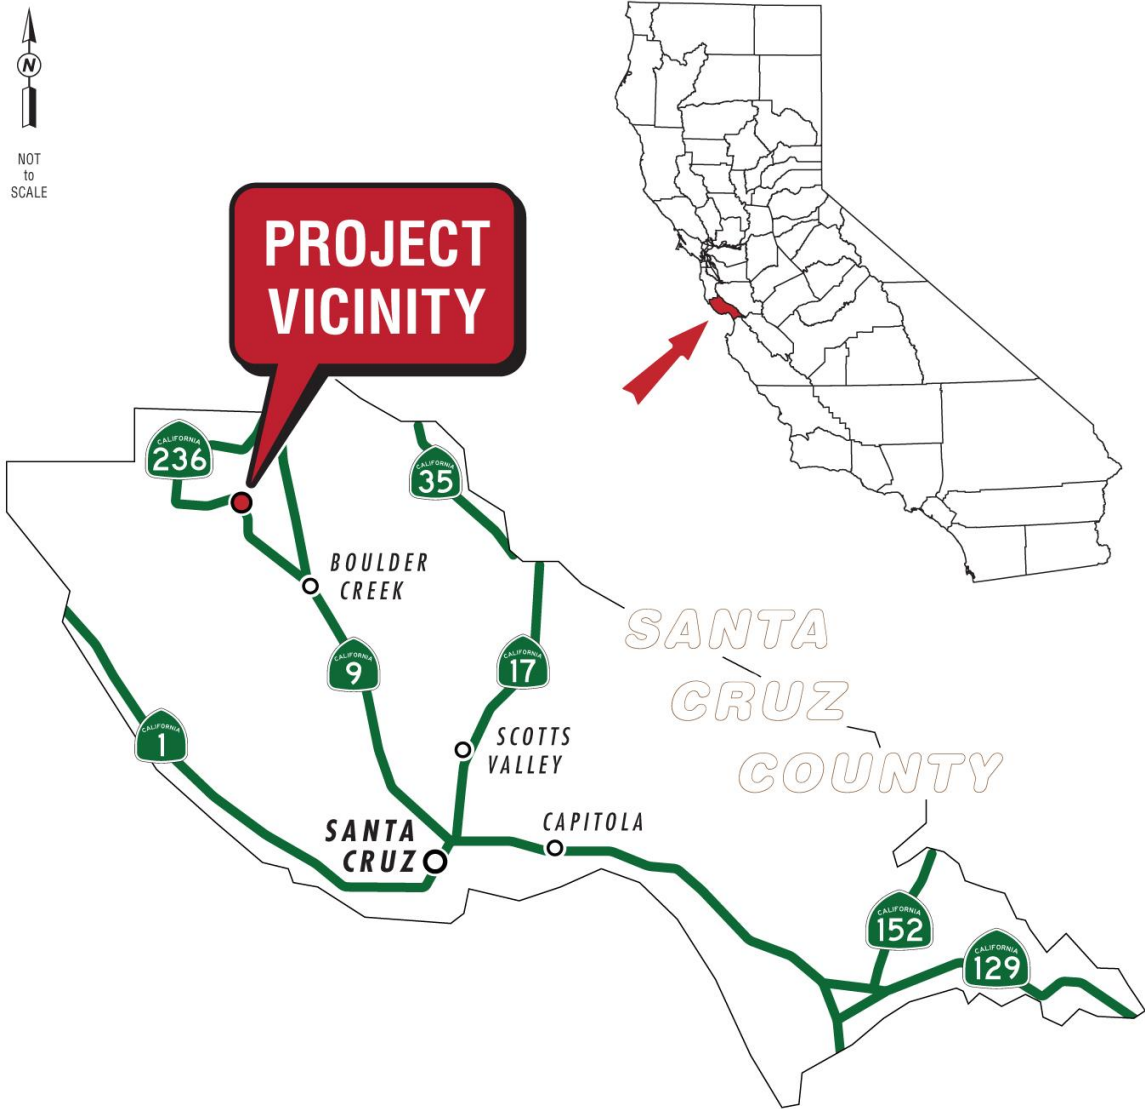 N
NOT
to
SCALE
PROJECT
VICINITY
CALIFORNIA
236
CALIFORNIA
35
BOULDER
CREEK
CALIFORNIA
9
CALIFORNIA
17
SANTA
CRUZ
COUNTY
CALIFORNIA
1
SCOTTS
VALLEY
SANTA
CRUZ
CAPITOLA
CALIFORNIA
152
CALIFORNIA
129